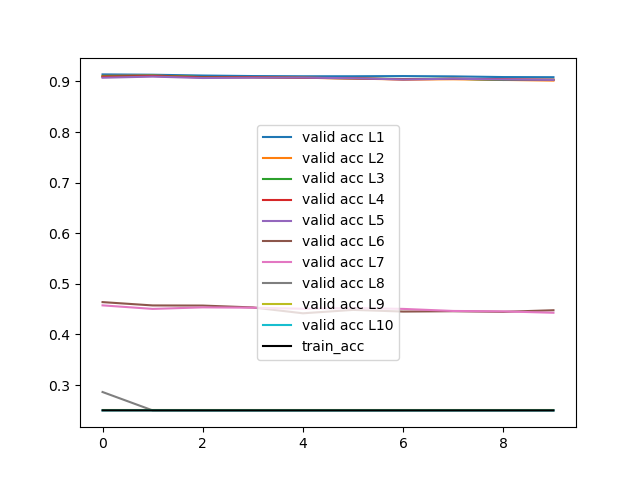 0.9
0.8
0.7
0.6
0.5
0.4
0.3
valid acc L1
valid acc L2
valid acc L3
valid acc L4
valid acc L5
valid acc L6
valid acc L7
valid acc L8
valid acc L9
valid acc L10
train_acc
0 2 4 6 8